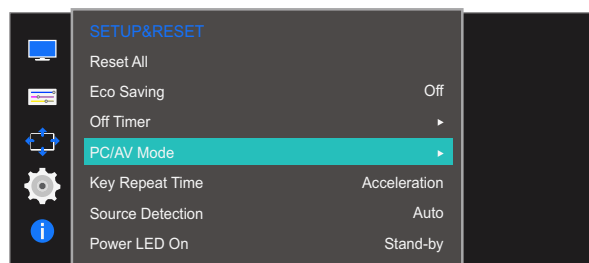 SETUP&RESET
Reset All
Eco Saving Off
Off Timer
PC/AV Mode
Key Repeat Time Acceleration
Source Detection Auto
Power LED On Stand-by